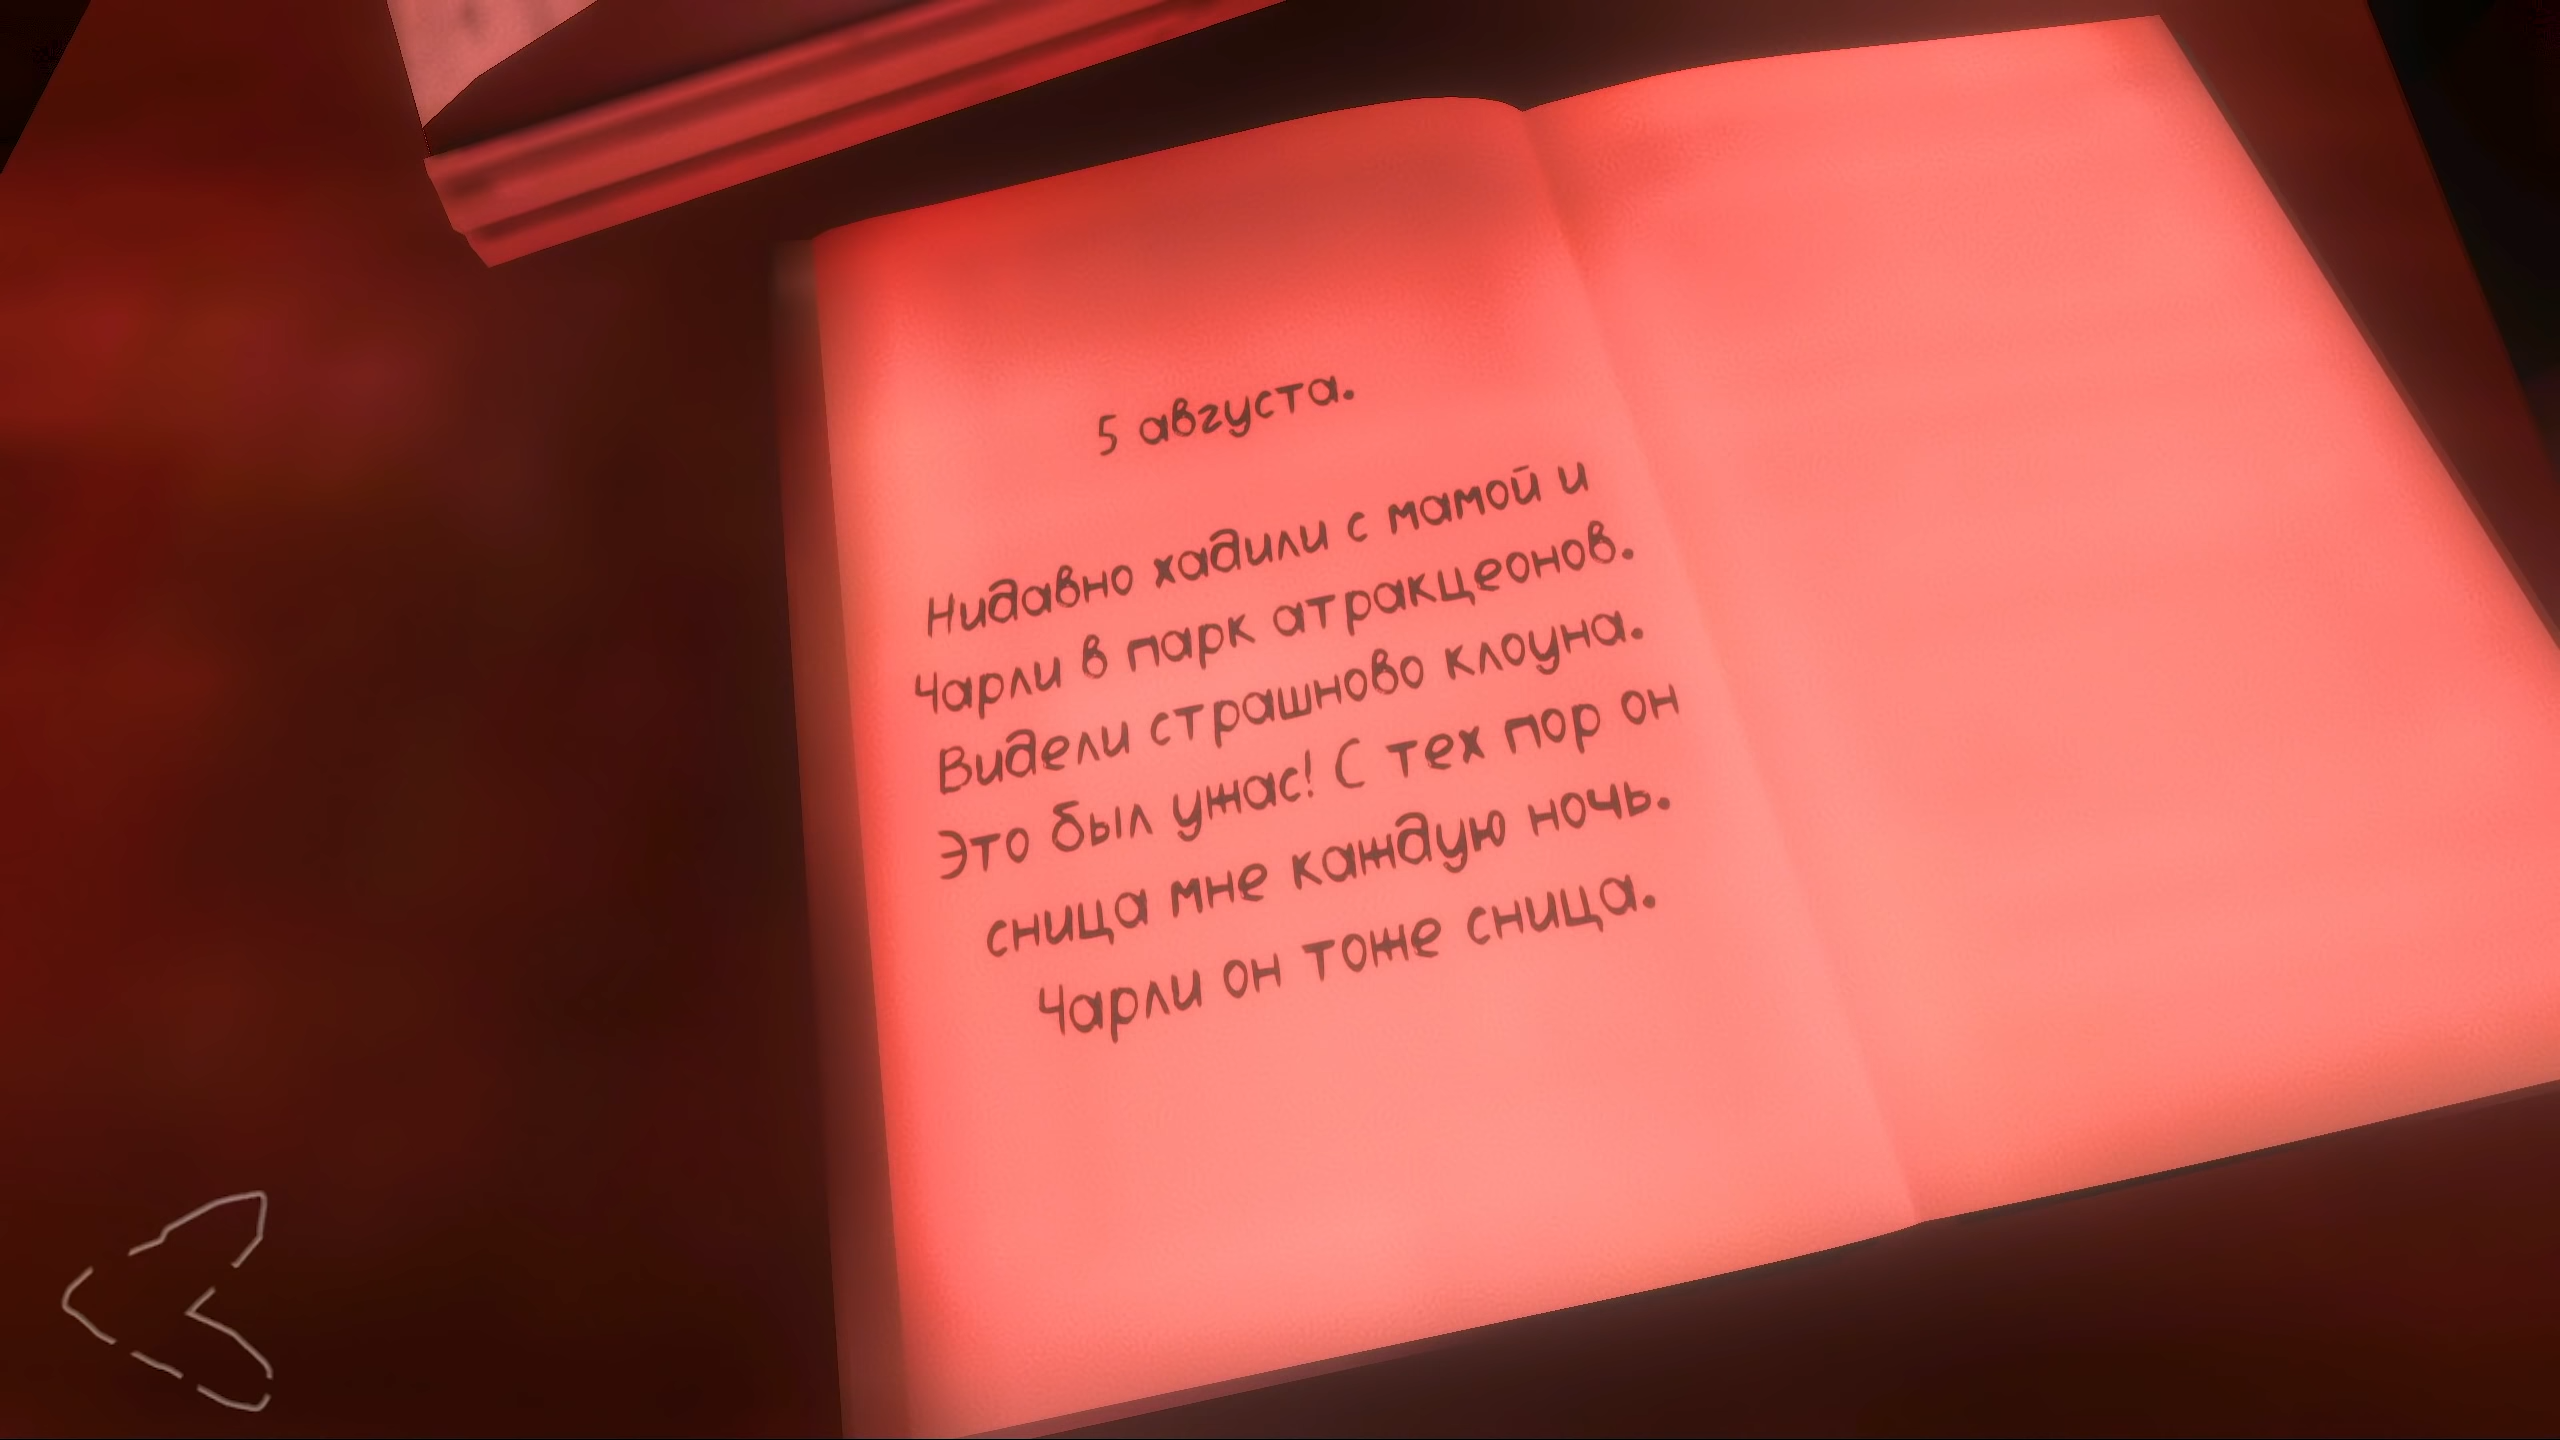 5 августа.
Нидавно хадили с мамой и
Чарли в парк атракцеонов.
Видели страшново клоуна.
Это был ужас! С тех пор он
сница мне каждую ночь.
Чарли он тоже сница.